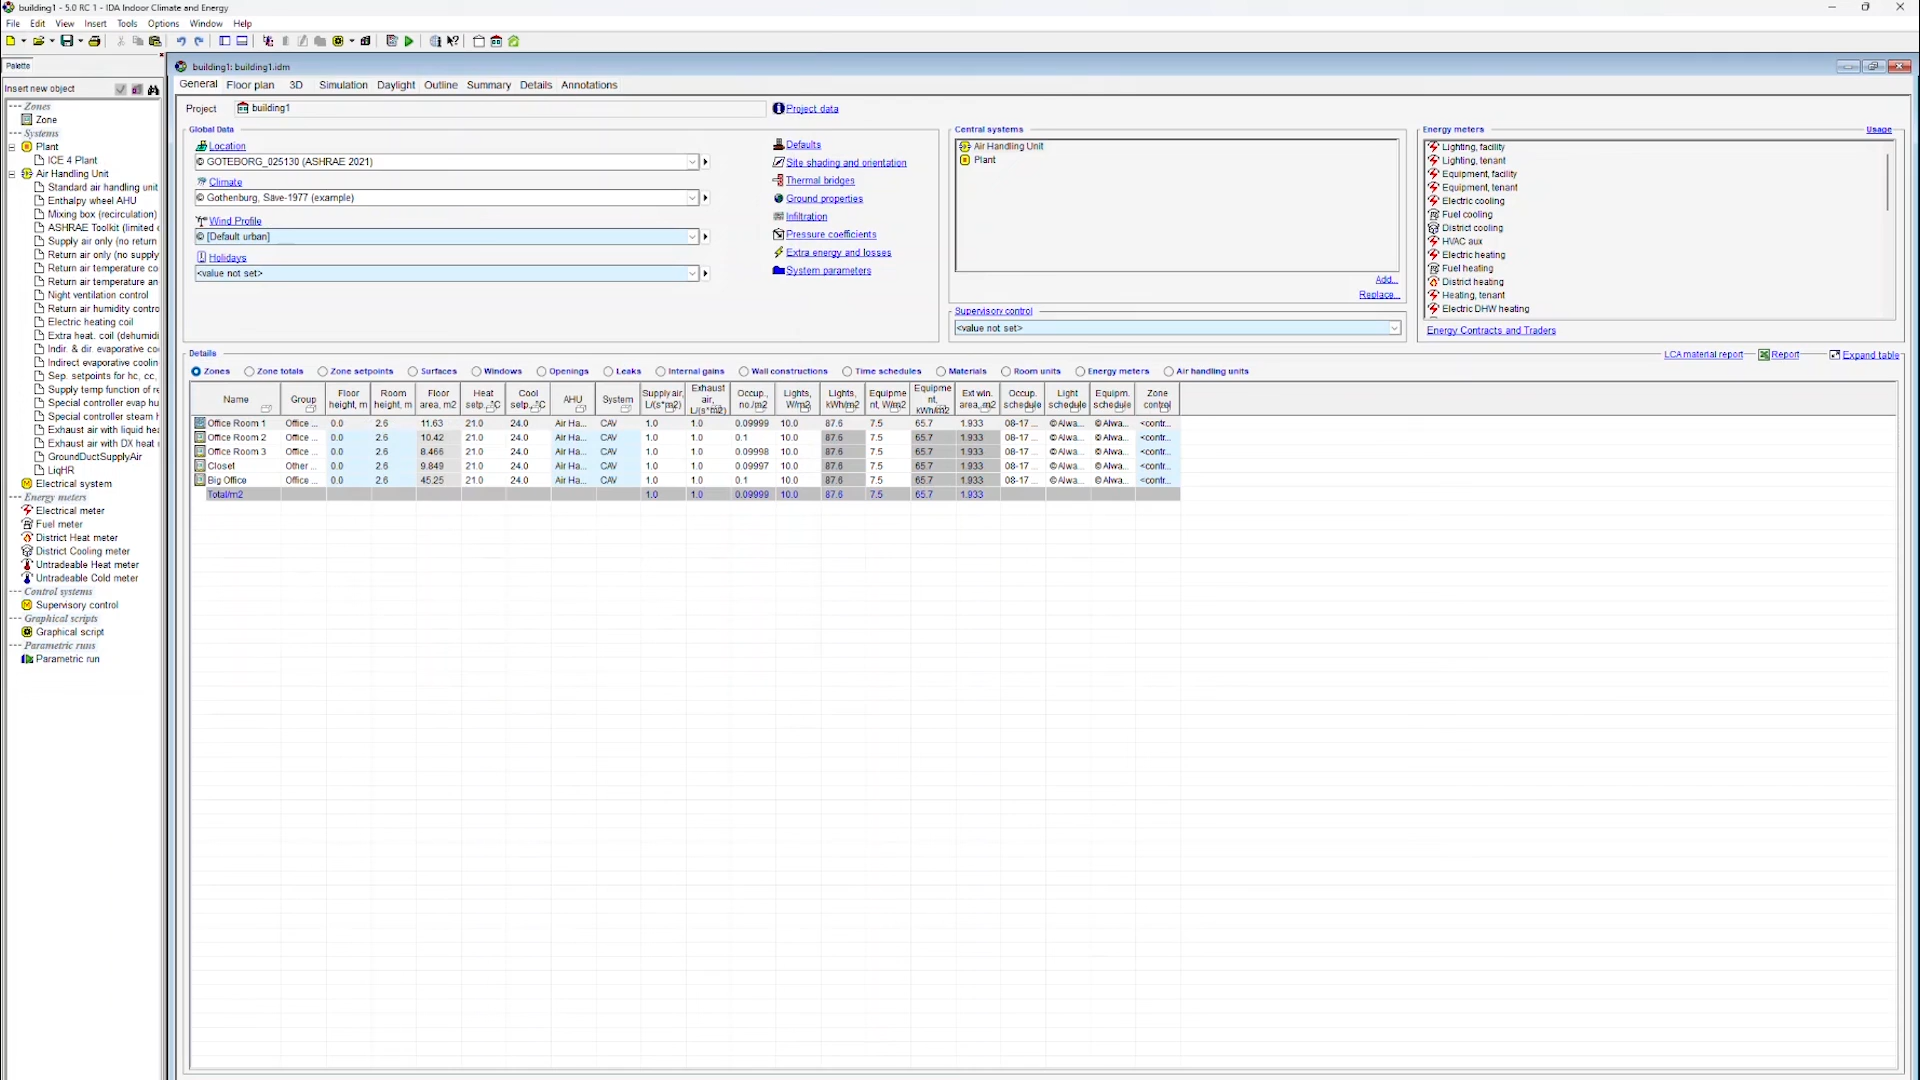 building1 - 5.0 RC 1 - IDA Indoor Climate and Energy
File Edit View Insert Tools Options Window Help
Palette
Insert new object
--- Zones
Zone
--- Systems
Plant
ICE 4 Plant
Air Handling Unit
Standard air handling unit
Enthalpy wheel AHU
Mixing box (recirculation)
ASHRAE Toolkit (limited c
Supply air only (no return
Return air only (no supply
Return air temperature co
Return air temperature an
Night ventilation control
Return air humidity contro
Electric heating coil
Extra heat. coil (dehumidi
Indir. & dir. evaporative co
Indirect evaporative coolin
Sep. setpoints for hc, cc,
Supply temp function of re
Special controller evap hu
Special controller steam h
Exhaust air with liquid hea
Exhaust air with DX heat
GroundDuctSupplyAir
LiqHR
Electrical system
--- Energy meters
Electrical meter
Fuel meter
District Heat meter
District Cooling meter
Untradeable Heat meter
Untradeable Cold meter
--- Control systems
Supervisory control
--- Graphical scripts
Graphical script
--- Parametric runs
Parametric run
building1: building1.idm
General Floor plan 3D Simulation Daylight Outline Summary Details Annotations
Project building1 Project data
Global Data
Location
© GOTEBORG_025130 (ASHRAE 2021)
Climate
© Gothenburg, Säve-1977 (example)
Wind Profile
© [Default urban]
Holidays
<value not set>
Defaults
Site shading and orientation
Thermal bridges
Ground properties
Infiltration
Pressure coefficients
Extra energy and losses
System parameters
Central systems
Air Handling Unit
Plant
Add...
Replace...
Supervisory control
<value not set>
Energy meters Usage
Lighting, facility
Lighting, tenant
Equipment, facility
Equipment, tenant
Electric cooling
Fuel cooling
District cooling
HVAC aux
Electric heating
Fuel heating
District heating
Heating, tenant
Electric DHW heating
Energy Contracts and Traders
Details LCA material report Report Expand table
Zones Zone totals Zone setpoints Surfaces Windows Openings Leaks Internal gains Wall constructions Time schedules Materials Room units Energy meters Air handling units
Name Group Floor height, m Room height, m Floor area, m2 Heat setp., °C Cool setp., °C AHU System Supply air, L/(s*m2) Exhaust air, L/(s*m2) Occup., no./m2 Lights, W/m2 Lights, kWh/m2 Equipme nt, W/m2 Equipme nt, kWh/m2 Ext win. area, m2 Occup. schedule Light schedule Equipm. schedule Zone control
Office Room 1 Office ... 0.0 2.6 11.63 21.0 24.0 Air Ha... CAV 1.0 1.0 0.09999 10.0 87.6 7.5 65.7 1.933 08-17 ... ©Alwa... ©Alwa... <contr...
Office Room 2 Office ... 0.0 2.6 10.42 21.0 24.0 Air Ha... CAV 1.0 1.0 0.1 10.0 87.6 7.5 65.7 1.933 08-17 ... ©Alwa... ©Alwa... <contr...
Office Room 3 Office ... 0.0 2.6 8.466 21.0 24.0 Air Ha... CAV 1.0 1.0 0.09998 10.0 87.6 7.5 65.7 1.933 08-17 ... ©Alwa... ©Alwa... <contr...
Closet Other ... 0.0 2.6 9.849 21.0 24.0 Air Ha... CAV 1.0 1.0 0.09997 10.0 87.6 7.5 65.7 1.933 08-17 ... ©Alwa... ©Alwa... <contr...
Big Office Office ... 0.0 2.6 45.25 21.0 24.0 Air Ha... CAV 1.0 1.0 0.1 10.0 87.6 7.5 65.7 1.933 08-17 ... ©Alwa... ©Alwa... <contr...
Total/m2 1.0 1.0 0.09999 10.0 87.6 7.5 65.7 1.933